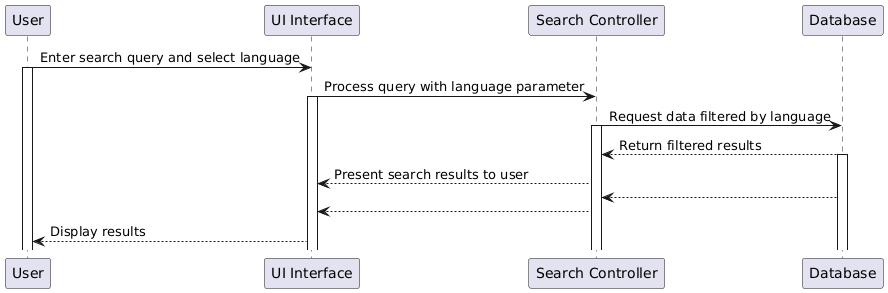 User
UI Interface
Search Controller
Database
Enter search query and select language
Process query with language parameter
Request data filtered by language
Return filtered results
Present search results to user
Display results
User
UI Interface
Search Controller
Database